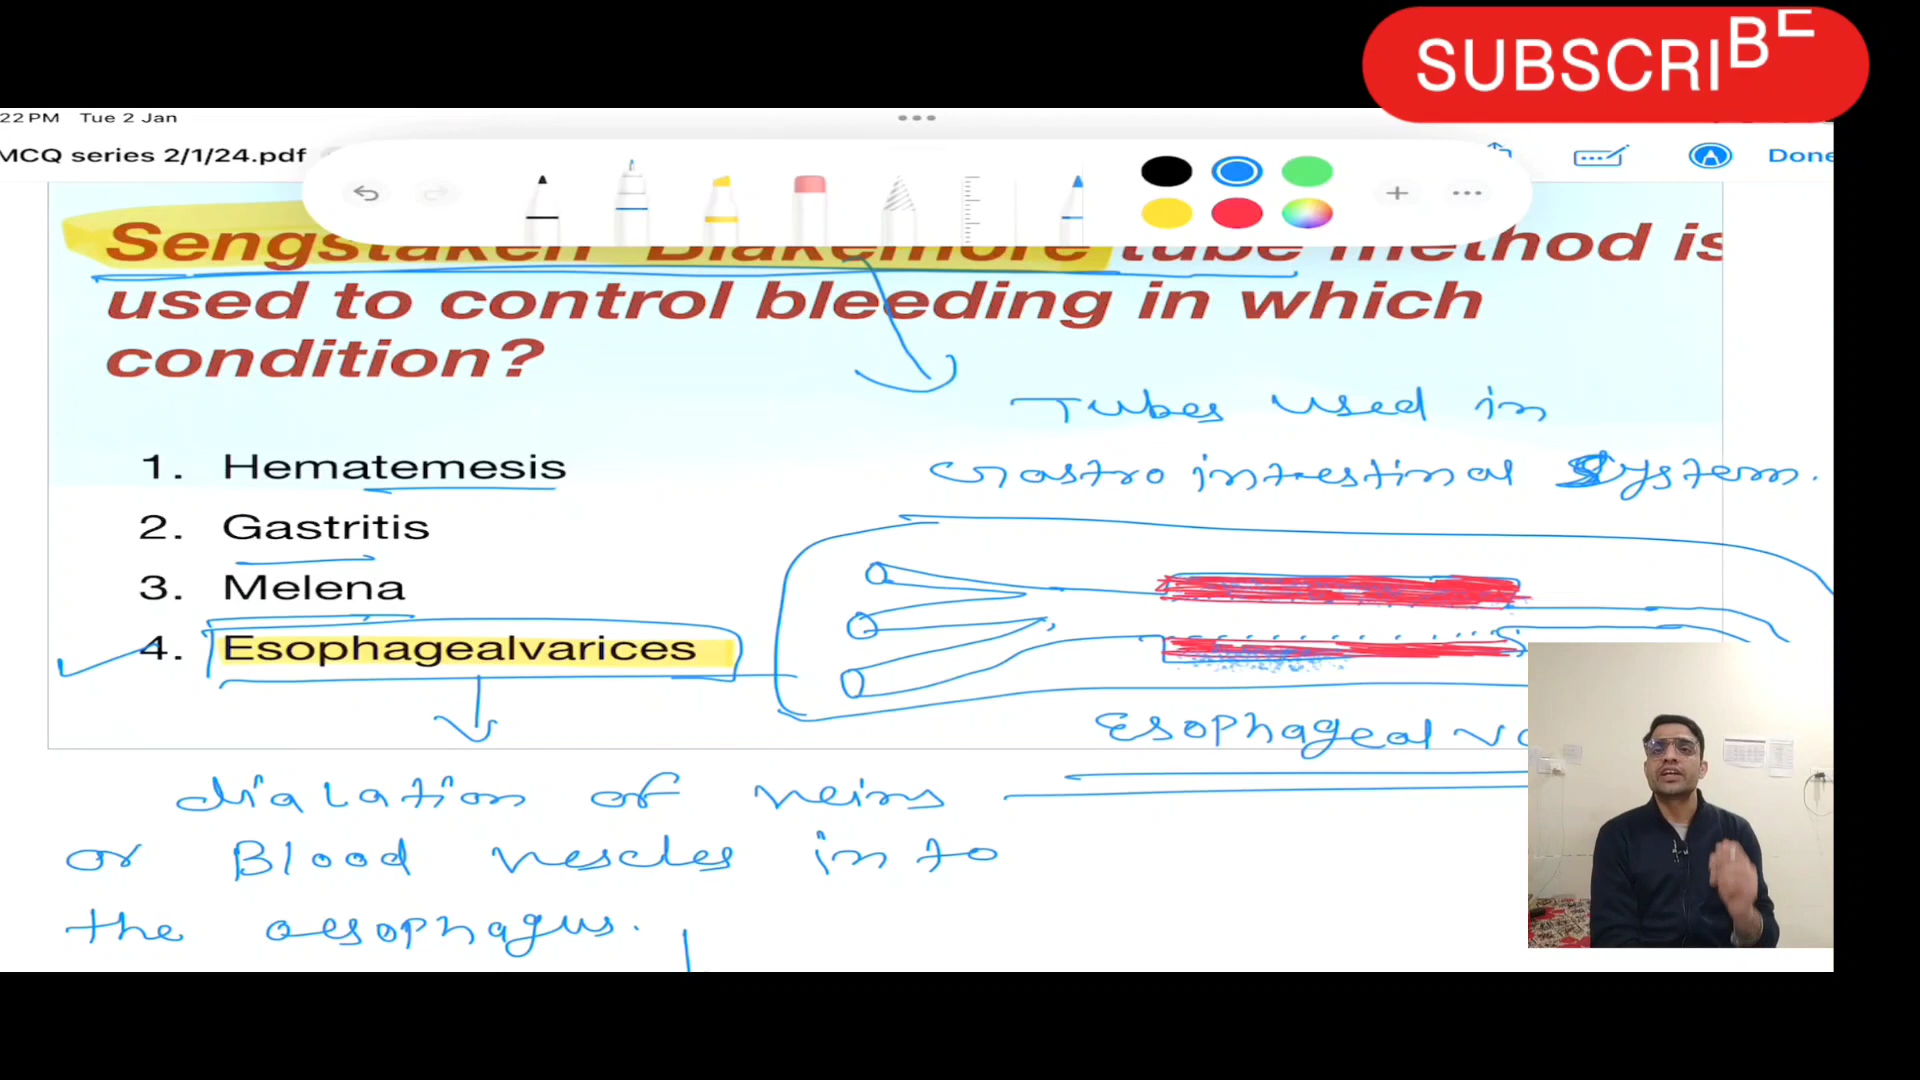 SUBSCRIBE
22 PM Tue 2 Jan
MCQ series 2/1/24.pdf
Done
Sengstaken Blakemore tube method is
used to control bleeding in which
condition?
Tubes used in
1. Hematemesis
Gastro intestinal System.
2. Gastritis
3. Melena
4. Esophagealvarices
Esophageal
dialation of veins
or Blood vescles into
the oesophagus.